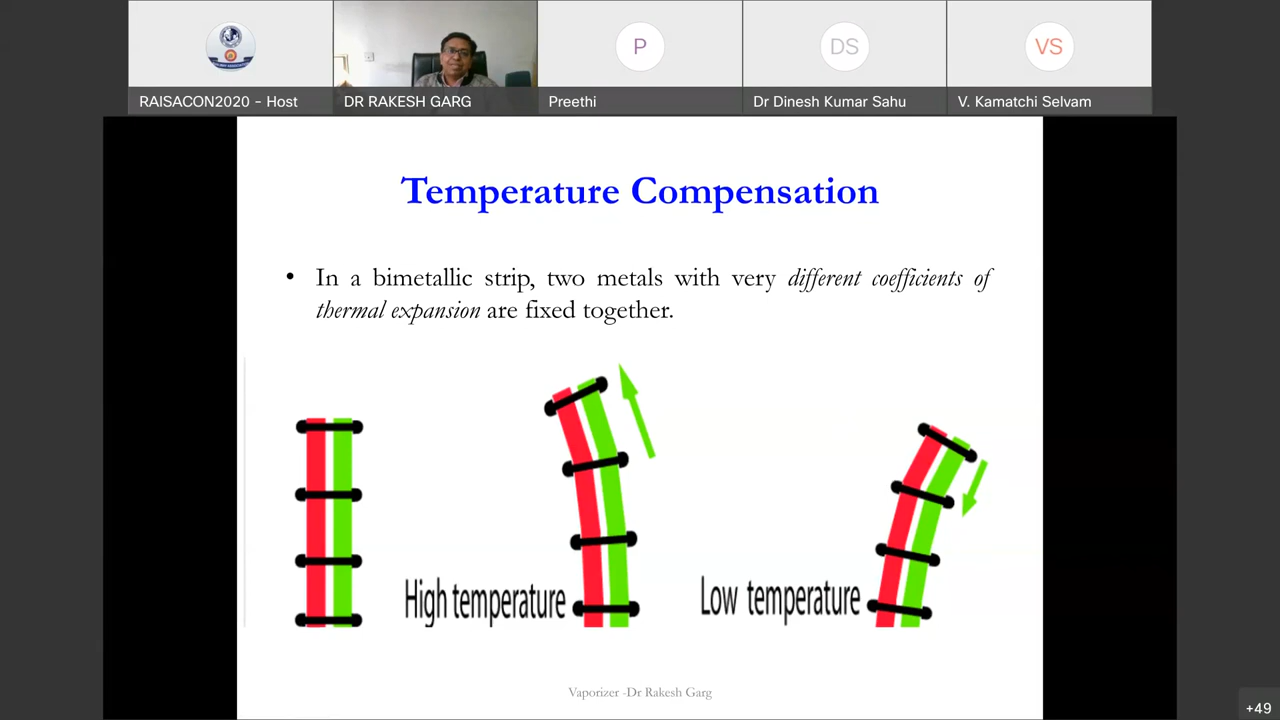 P
DS
VS
RAISACON2020 - Host
DR RAKESH GARG
Preethi
Dr Dinesh Kumar Sahu
V. Kamatchi Selvam
Temperature Compensation
• In a bimetallic strip, two metals with very different coefficients of
thermal expansion are fixed together.
High temperature
Low temperature
Vaporizer -Dr Rakesh Garg
+49